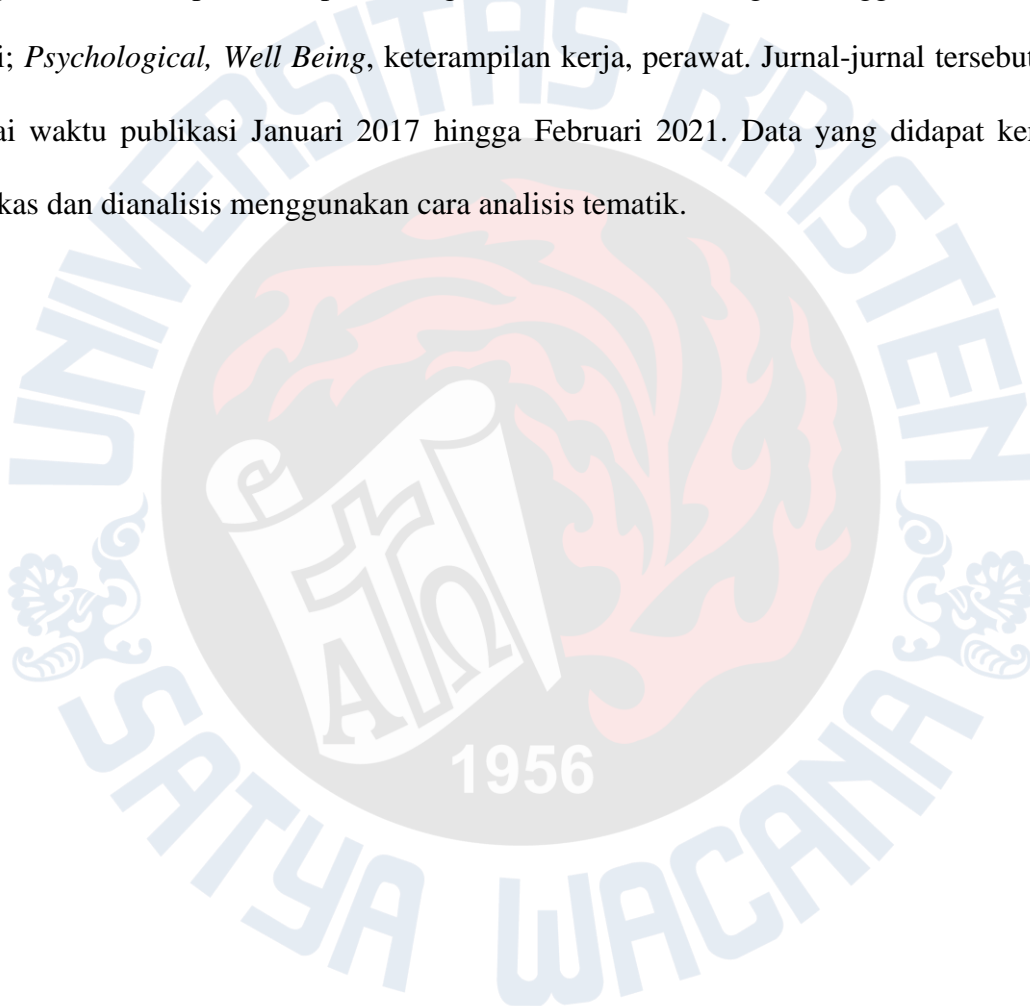 i; Psychological, Well Being, keterampilan kerja, perawat. Jurnal-jurnal tersebut
ai waktu publikasi Januari 2017 hingga Februari 2021. Data yang didapat ke
kas dan dianalisis menggunakan cara analisis tematik.
UNIVERSITAS KRISTEN
1956
SATYA WACANA